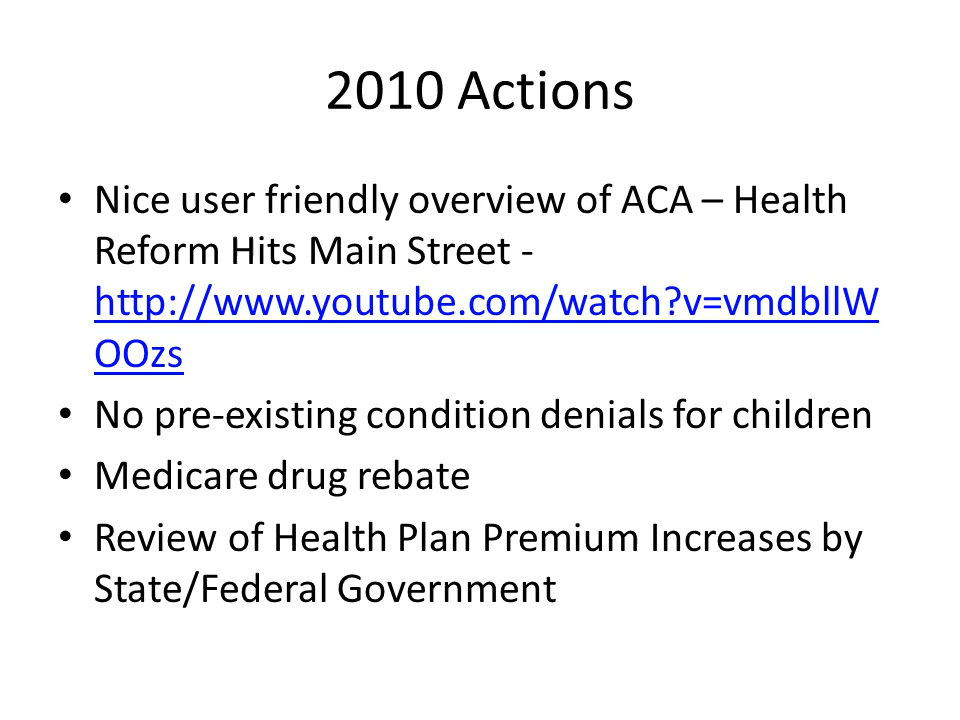 2010 Actions
• Nice user friendly overview of ACA – Health
Reform Hits Main Street -
http://www.youtube.com/watch?v=vmdbllW
OOzs
• No pre-existing condition denials for children
• Medicare drug rebate
• Review of Health Plan Premium Increases by
State/Federal Government